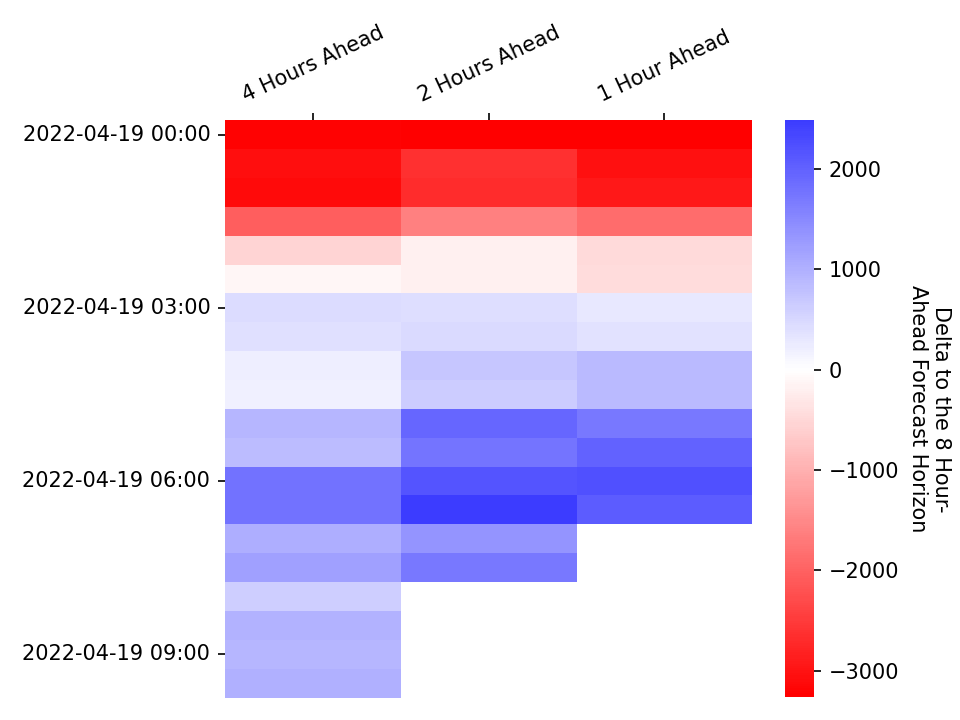 4 Hours Ahead
2 Hours Ahead
1 Hour Ahead
2022-04-19 00:00
2022-04-19 03:00
2022-04-19 06:00
2022-04-19 09:00
2000
1000
0
−1000
−2000
−3000
Delta to the 8 Hour-
Ahead Forecast Horizon